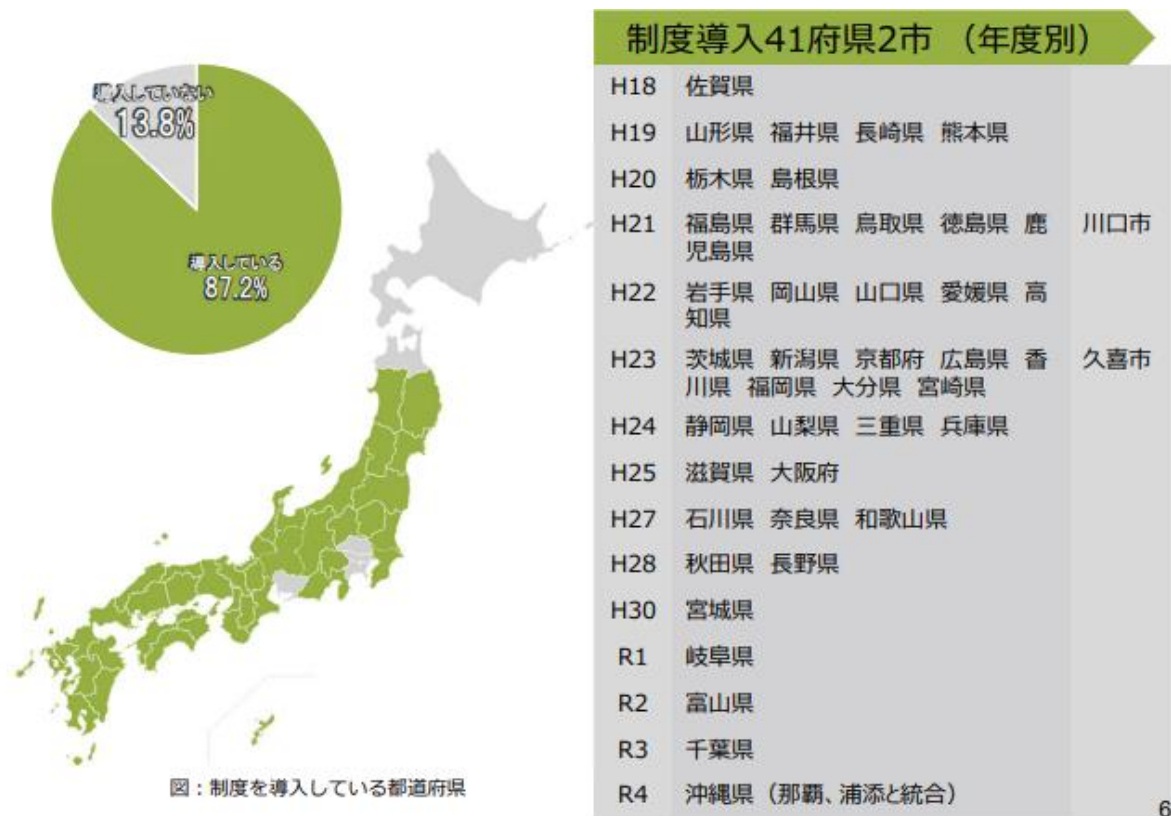 導入していない
13.8%
導入している
87.2%
図：制度を導入している都道府県
制度導入41府県2市 （年度別）
H18 佐賀県
H19 山形県 福井県 長崎県 熊本県
H20 栃木県 島根県
H21 福島県 群馬県 鳥取県 徳島県 鹿 川口市
児島県
H22 岩手県 岡山県 山口県 愛媛県 高
知県
H23 茨城県 新潟県 京都府 広島県 香 久喜市
川県 福岡県 大分県 宮崎県
H24 静岡県 山梨県 三重県 兵庫県
H25 滋賀県 大阪府
H27 石川県 奈良県 和歌山県
H28 秋田県 長野県
H30 宮城県
R1 岐阜県
R2 富山県
R3 千葉県
R4 沖縄県（那覇、浦添と統合）
6